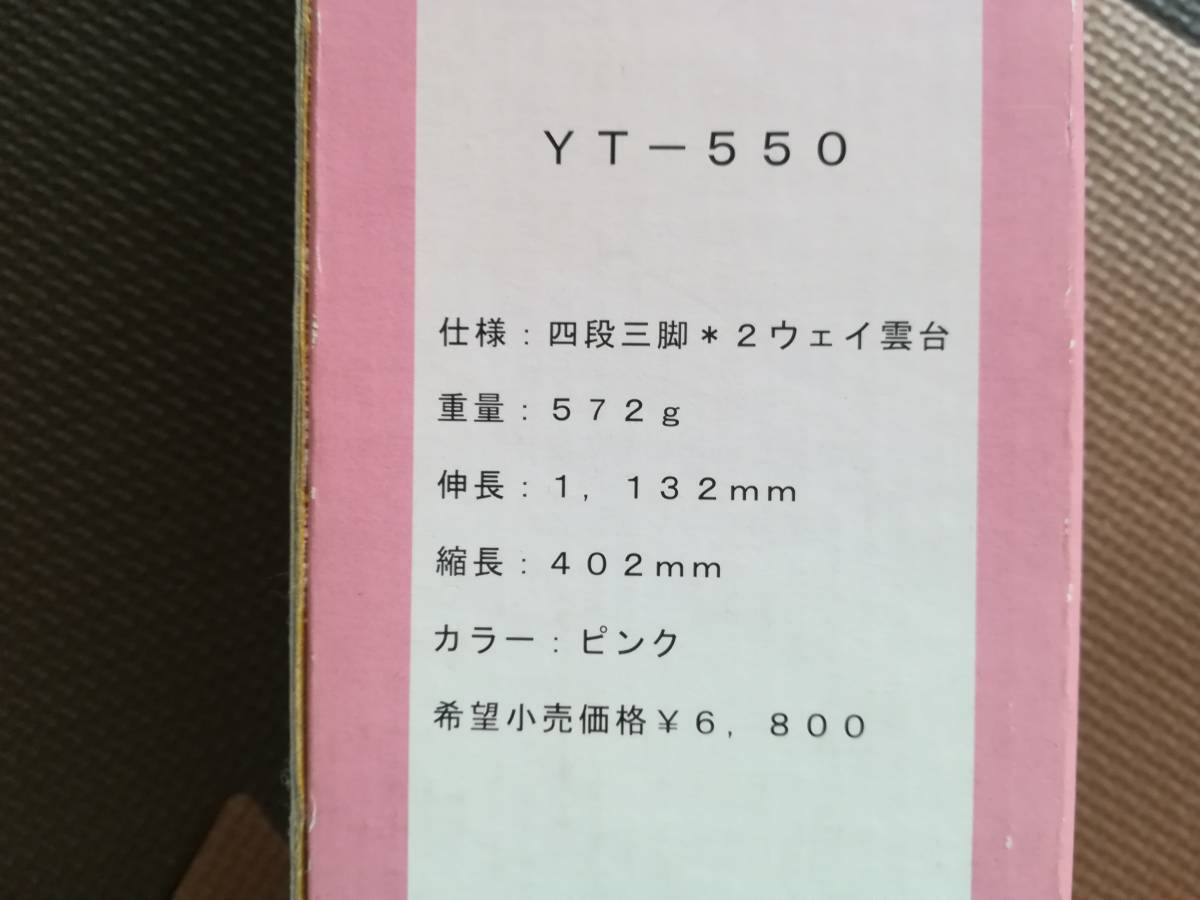 ＹＴ－５５０
仕様：四段三脚＊２ウェイ雲台
重量：５７２ｇ
伸長：１，１３２ｍｍ
縮長：４０２ｍｍ
カラー：ピンク
希望小売価格￥６，８００